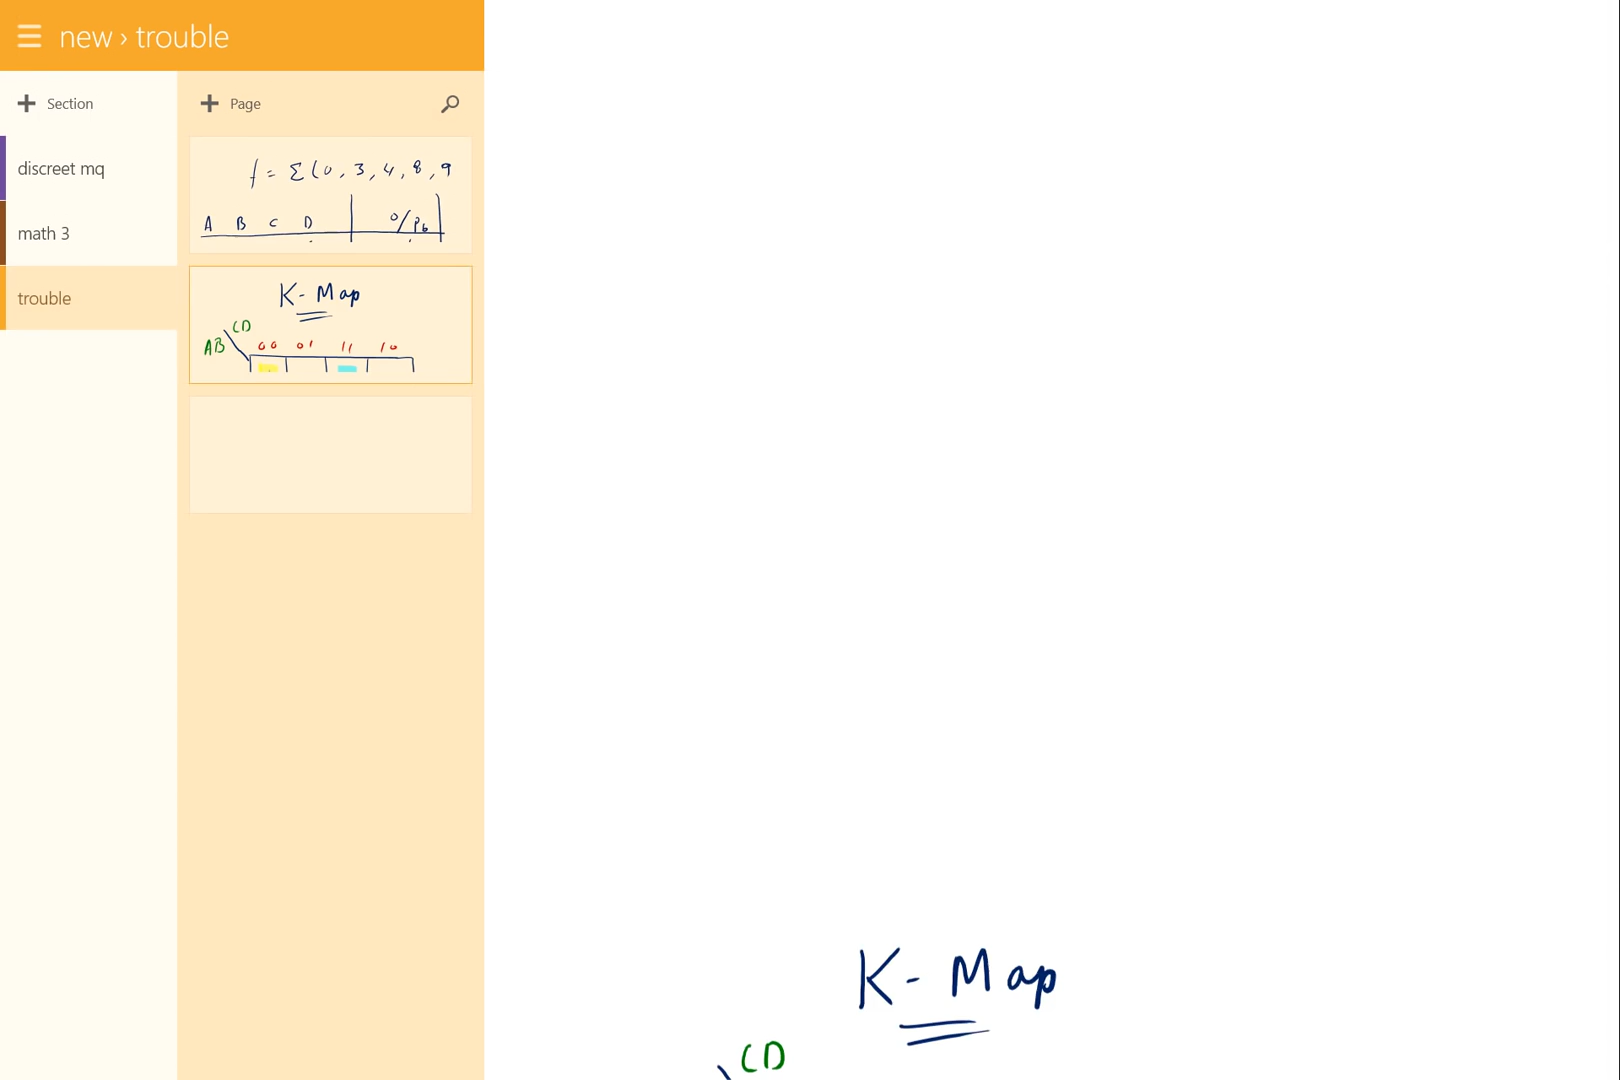 new › trouble
Section
Page
discreet mq
math 3
trouble
f = Σ(0, 3, 4, 8, 9
A B C D
K- Map
CD
AB 00 01 11 10
K- Map
CD